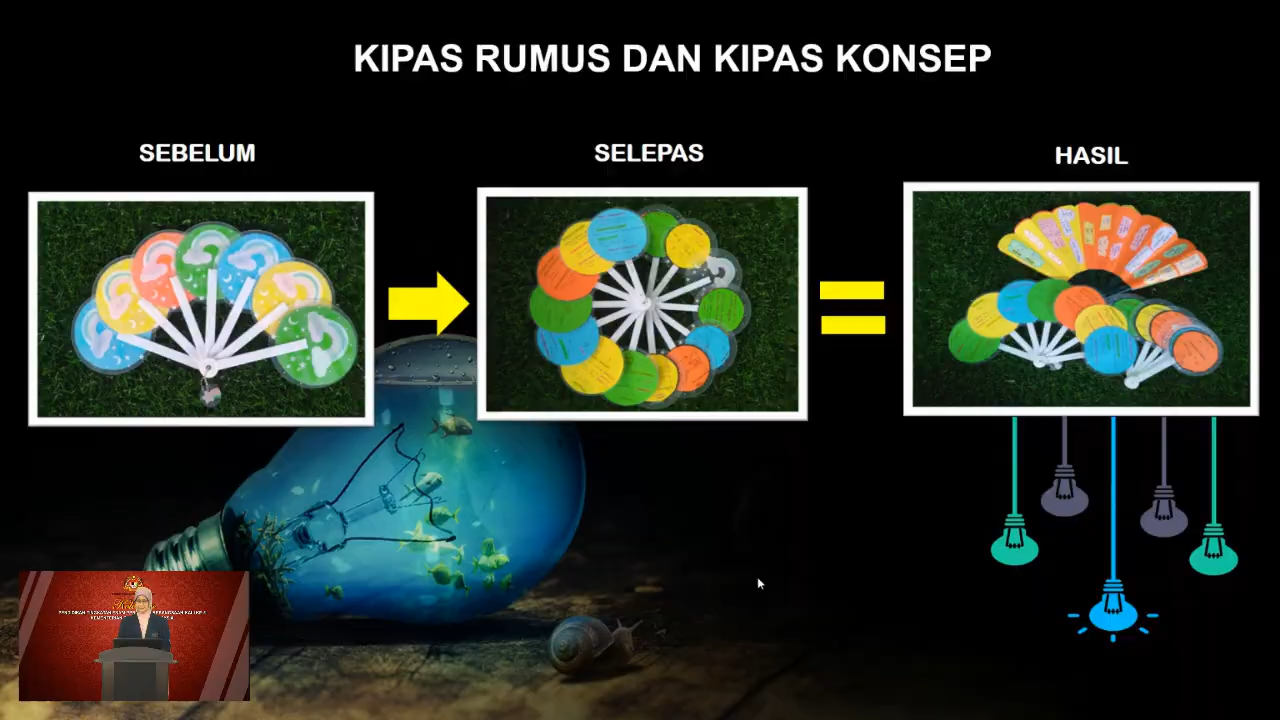 KIPAS RUMUS DAN KIPAS KONSEP
SEBELUM
SELEPAS
HASIL